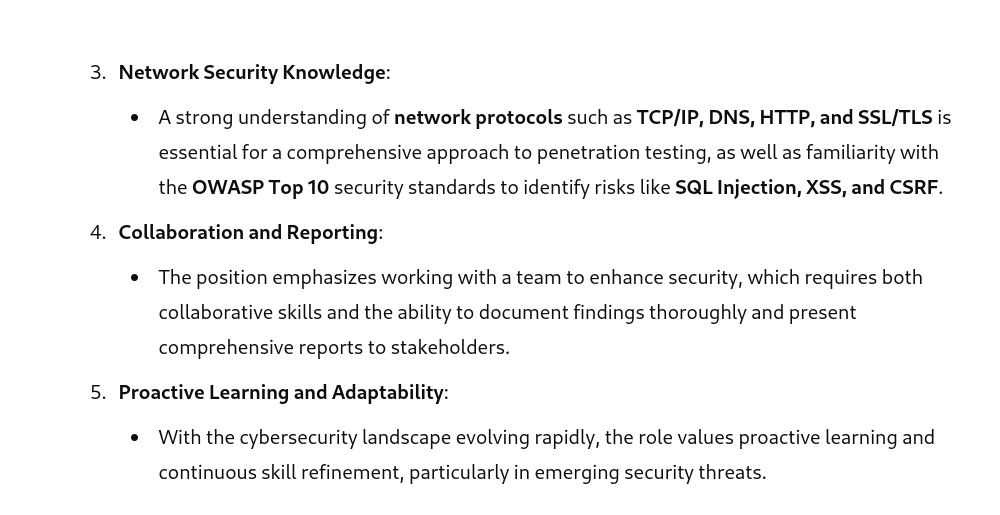 3. Network Security Knowledge:
• A strong understanding of network protocols such as TCP/IP, DNS, HTTP, and SSL/TLS is
essential for a comprehensive approach to penetration testing, as well as familiarity with
the OWASP Top 10 security standards to identify risks like SQL Injection, XSS, and CSRF.
4. Collaboration and Reporting:
• The position emphasizes working with a team to enhance security, which requires both
collaborative skills and the ability to document findings thoroughly and present
comprehensive reports to stakeholders.
5. Proactive Learning and Adaptability:
• With the cybersecurity landscape evolving rapidly, the role values proactive learning and
continuous skill refinement, particularly in emerging security threats.